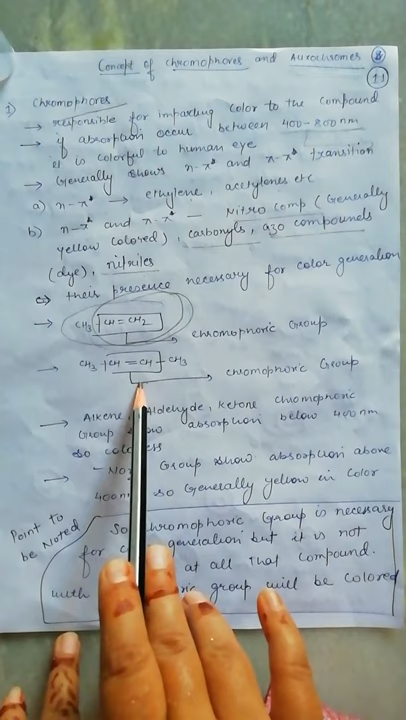 Concept of chromophores and Auxochromes 3
11
1) Chromophores
→ responsible for imparting color to the compound
→ if absorption occur between 400-800nm
it is colorful to human eye
→ Generally shows n-π* and π-π* transition
a) π-π* → ethylene, acetylenes etc
b) n-π* and π-π* – Nitro comp (Generally
yellow colored), carbonyls, azo compounds
(dye), nitriles
c) their presence necessary for color generation
→ CH3 CH = CH2
chromophoric Group
→ CH3 CH = CH - CH3
chromophoric Group
→ Alkene, Aldehyde, ketone chromophoric
Group absorption below 400nm
so
→ Group show absorption above
400 so Generally yellow in color
Point to
be Noted
So chromophoric Group is necessary
for generation but it is not
at all that compound.
with group will be colored